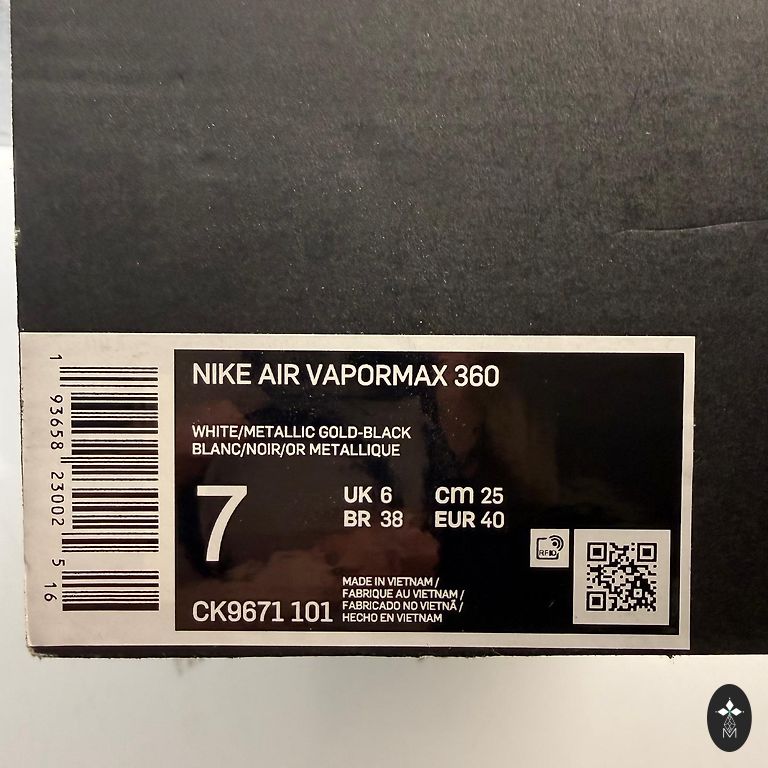 NIKE AIR VAPORMAX 360
WHITE/METALLIC GOLD-BLACK
BLANC/NOIR/OR METALLIQUE
7
UK 6 cm 25
BR 38 EUR 40
RFID
MADE IN VIETNAM /
FABRIQUE AU VIETNAM /
FABRICADO NO VIETNÃ /
HECHO EN VIETNAM
CK9671 101
1 93658 23002 5 16
M